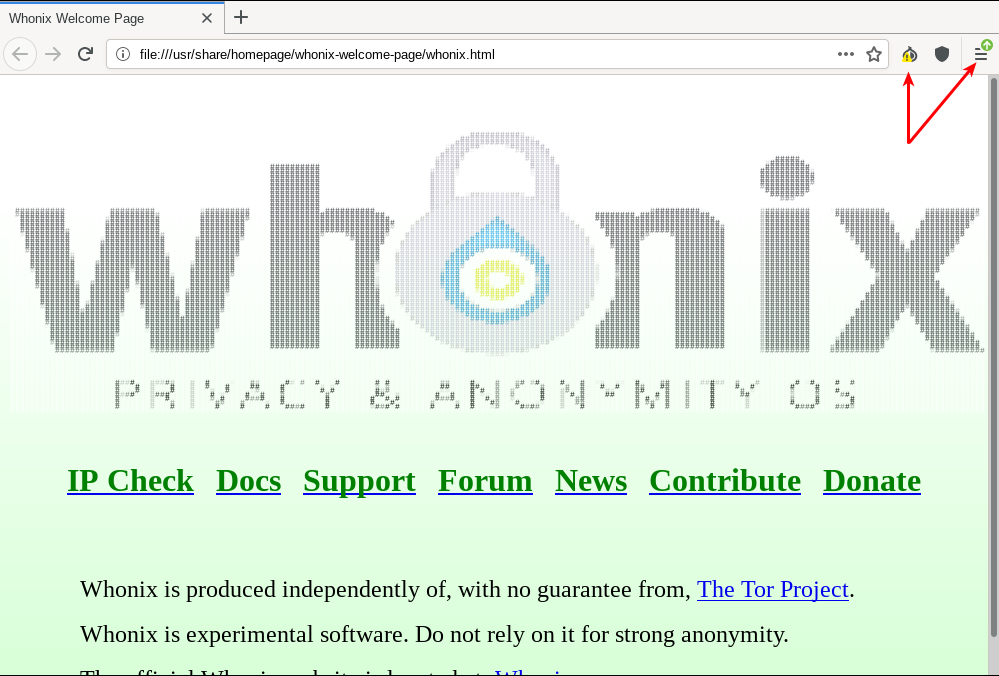 Whonix Welcome Page
file:///usr/share/homepage/whonix-welcome-page/whonix.html
whonix
PRIVACY & ANONYMITY OS
IP Check Docs Support Forum News Contribute Donate
Whonix is produced independently of, with no guarantee from, The Tor Project.
Whonix is experimental software. Do not rely on it for strong anonymity.